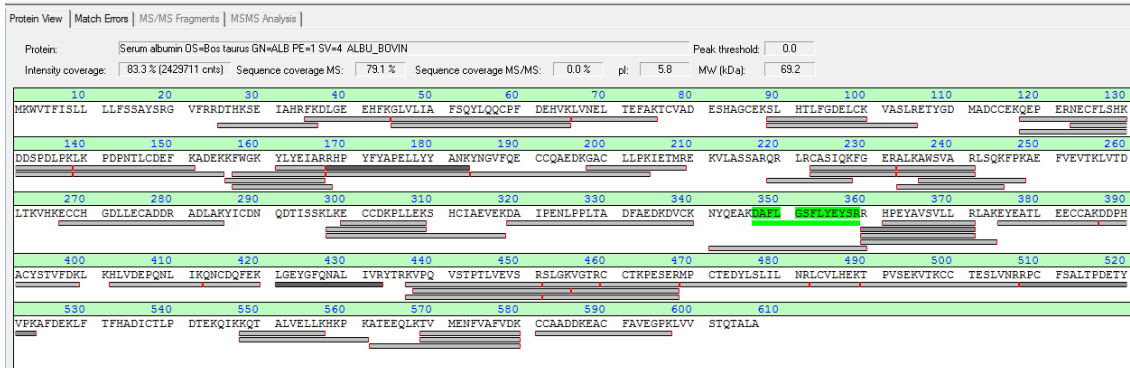 Protein View Match Errors MS/MS Fragments MSMS Analysis
Protein: Serum albumin OS=Bos taurus GN=ALB PE=1 SV=4 ALBU_BOVIN Peak threshold: 0.0
Intensity coverage: 83.3 % (2429711 cnts) Sequence coverage MS: 79.1 % Sequence coverage MS/MS: 0.0 % pI: 5.8 MW (kDa): 69.2
10 20 30 40 50 60 70 80 90 100 110 120 130
MKWVTFISLL LLFSSAYSRG VFRRDTHKSE IAHRFKDLGE EHFKGLVLIA FSQYLQQCPF DEHVKLVNEL TEFAKTCVAD ESHAGCEKSL HTLFGDELCK VASLRETYGD MADCCEKQEP ERNECFLSHK
140 150 160 170 180 190 200 210 220 230 240 250 260
DDSPDLPKLK PDPNTLCDEF KADEKKFWGK YLYEIARRHP YFYAPELLYY ANKYNGVFQE CCQAEDKGAC LLPKIETMRE KVLASSARQR LRCASIQKFG ERALKAWSVA RLSQKFPKAE FVEVTKLVTD
270 280 290 300 310 320 330 340 350 360 370 380 390
LTKVHKECCH GDLLECADDR ADLAKYICDN QDTISSKLKE CCDKPLLEKS HCIAEVEKDA IPENLPPLTA DFAEDKDVCK NYQEAKDAFL GSFLYEYSRR HPEYAVSVLL RLAKEYEATL EECCAKDDPH
400 410 420 430 440 450 460 470 480 490 500 510 520
ACYSTVFDKL KHLVDEPQNL IKQNCDQFEK LGEYGFQNAL IVRYTRKVPQ VSTPTLVEVS RSLGKVGTRC CTKPESERMP CTEDYLSLIL NRLCVLHEKT PVSEKVTKCC TESLVNRRPC FSALTPDETY
530 540 550 560 570 580 590 600 610
VPKAFDEKLF TFHADICTLP DTEKQIKKQT ALVELLKHKP KATEEQLKTV MENFVAFVDK CCAADDKEAC FAVEGPKLVV STQTALA